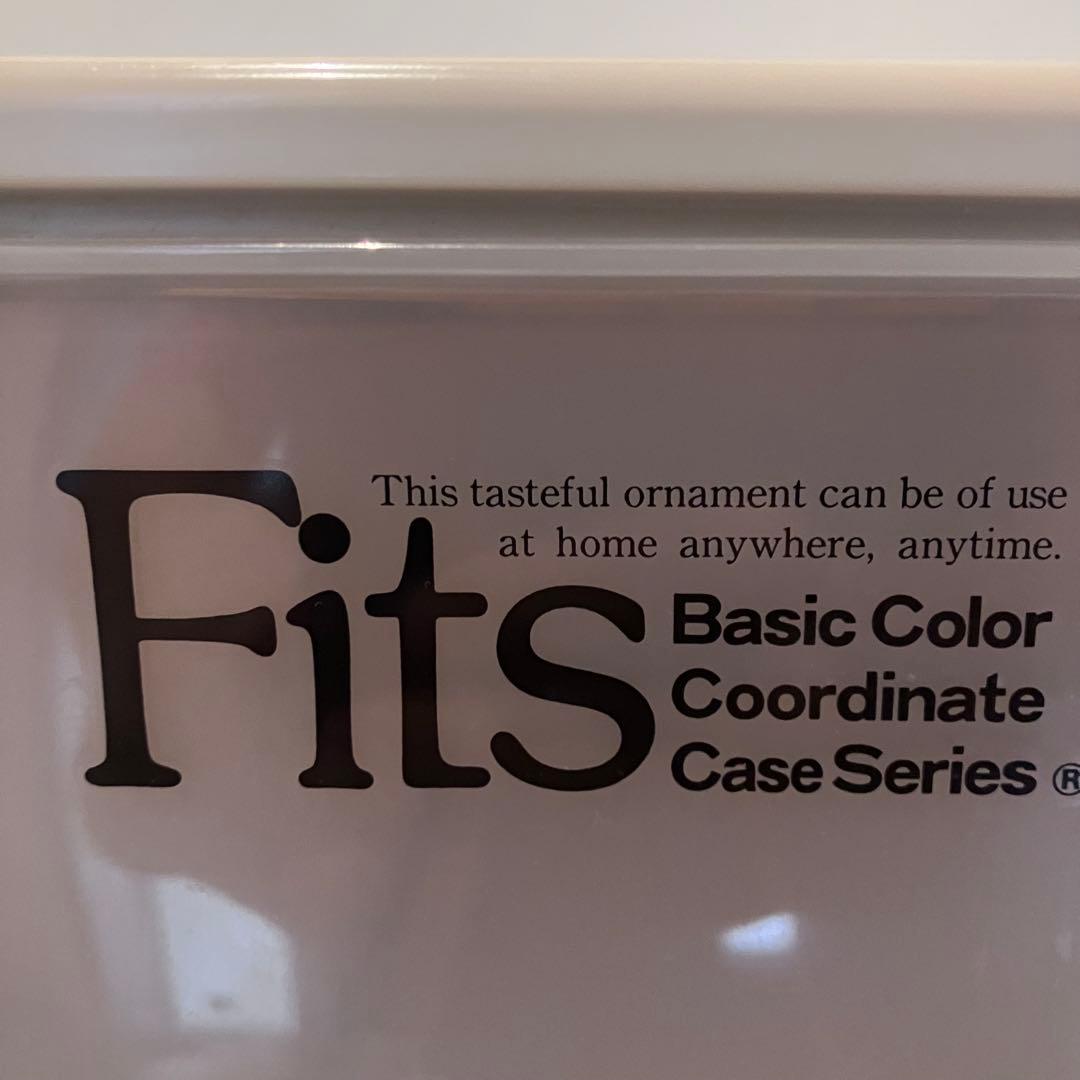 Fits
This tasteful ornament can be of use
at home anywhere, anytime.
Basic Color
Coordinate
Case Series ®